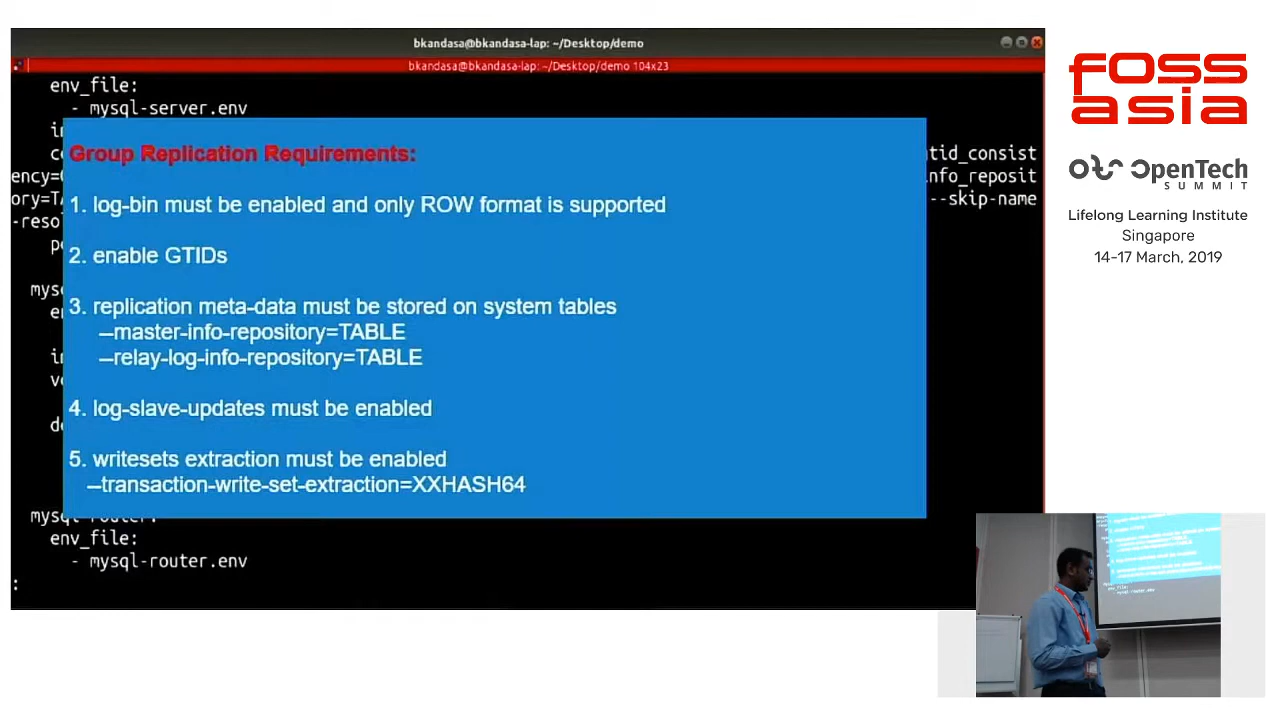 bkandasa@bkandasa-lap: ~/Desktop/demo
bkandasa@bkandasa-lap: ~/Desktop/demo 104x23
env_file:
- mysql-server.env
Group Replication Requirements:
tid_consist
ency=
info_reposit
ory=T
--skip-name
-reso
1. log-bin must be enabled and only ROW format is supported
2. enable GTIDs
3. replication meta-data must be stored on system tables
–master-info-repository=TABLE
–relay-log-info-repository=TABLE
4. log-slave-updates must be enabled
5. writesets extraction must be enabled
–transaction-write-set-extraction=XXHASH64
mysql-router:
env_file:
- mysql-router.env
:
FOSS
asia
OpenTech
SUMMIT
Lifelong Learning Institute
Singapore
14-17 March, 2019